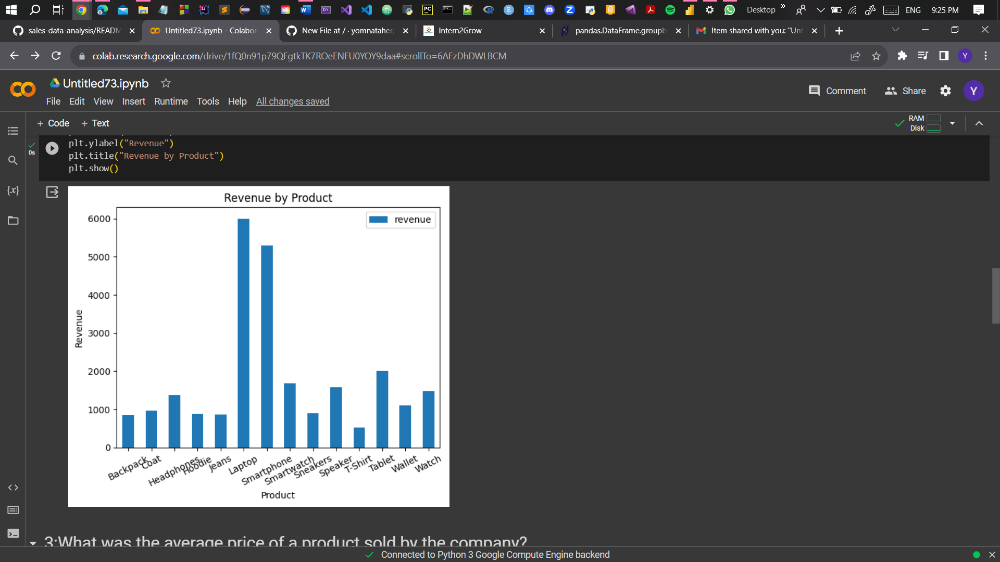 Desktop
ENG
9:25 PM
sales-data-analysis/READM
Untitled73.ipynb - Colabor
New File at / · yomnataher/
Intern2Grow
pandas.DataFrame.groupb
Item shared with you: "Unt
colab.research.google.com/drive/1fQ0n91p79QFgtkTK7ROeENFU0YOY9daa#scrollTo=6AFzDhDWLBCM
Y
Untitled73.ipynb
Comment
Share
Y
File Edit View Insert Runtime Tools Help All changes saved
+ Code + Text
RAM
Disk
0s
plt.ylabel("Revenue")
plt.title("Revenue by Product")
plt.show()
{x}
Revenue by Product
revenue
6000
5000
4000
3000
2000
1000
0
Revenue
Backpack
Coat
Headphones
Hoodie
Jeans
Laptop
Smartphone
Smartwatch
Sneakers
Speaker
T-Shirt
Tablet
Wallet
Watch
Product
3:What was the average price of a product sold by the company?
Connected to Python 3 Google Compute Engine backend